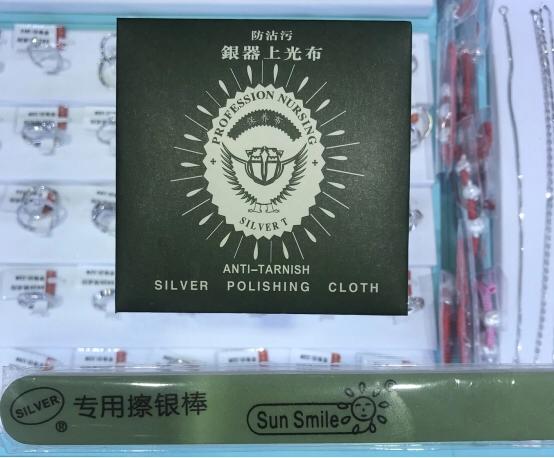 防沾污
銀器上光布
PROFESSION NURSING
SILVER T
ANTI-TARNISH
SILVER POLISHING CLOTH
SILVER
®
专用擦银棒
Sun Smile
®